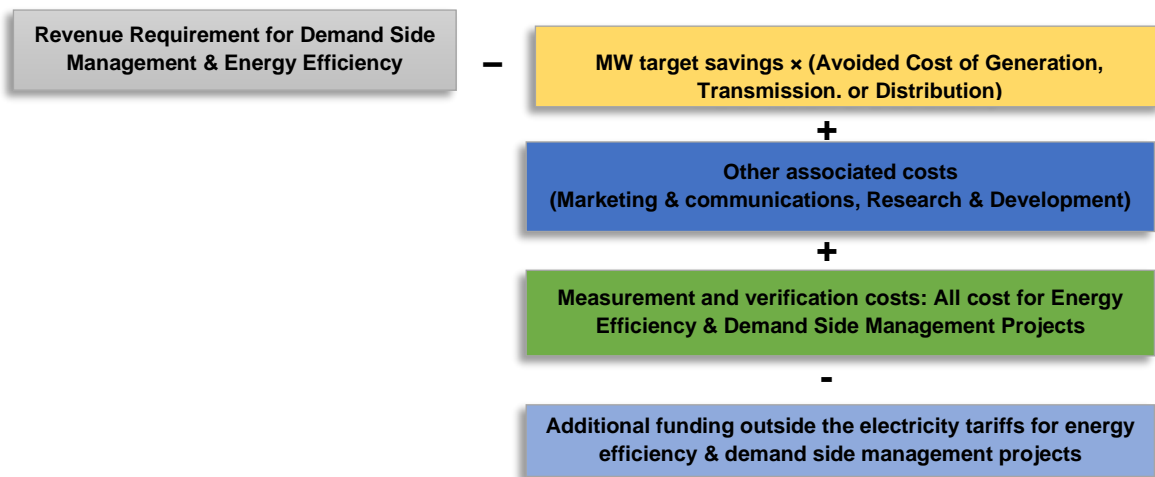 Revenue Requirement for Demand Side
Management & Energy Efficiency
–
MW target savings × (Avoided Cost of Generation,
Transmission. or Distribution)
+
Other associated costs
(Marketing & communications, Research & Development)
+
Measurement and verification costs: All cost for Energy
Efficiency & Demand Side Management Projects
-
Additional funding outside the electricity tariffs for energy
efficiency & demand side management projects